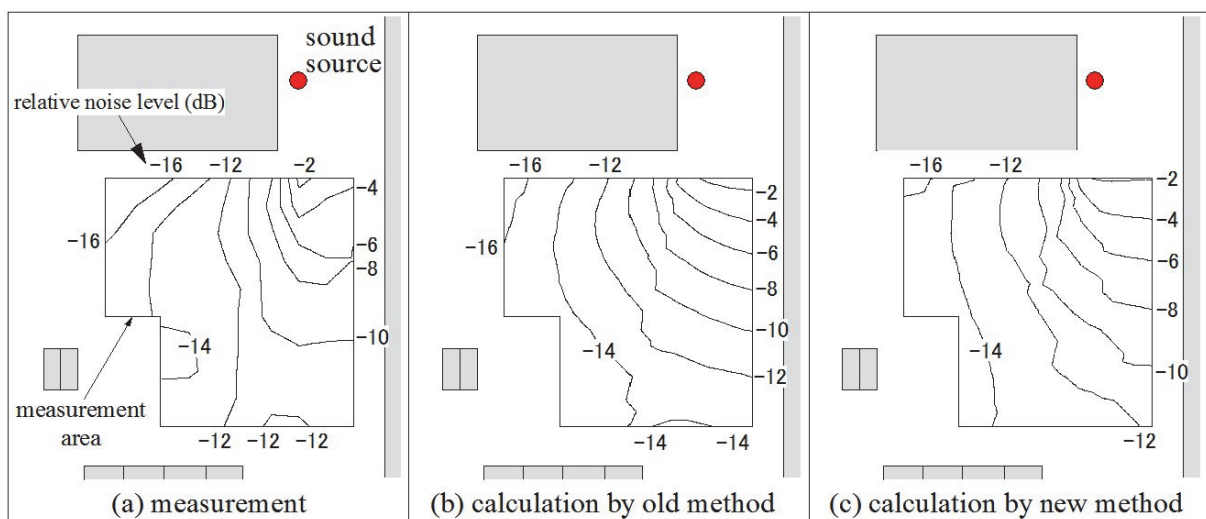 sound
source
relative noise level (dB)
-16 -12 -2
-4
-16
-6
-8
-10
-14
measurement
area
-12 -12 -12
(a) measurement
-16 -12
-2
-4
-16
-6
-8
-10
-14
-12
-14 -14
(b) calculation by old method
-16 -12
-2
-4
-6
-8
-14
-10
-12
(c) calculation by new method